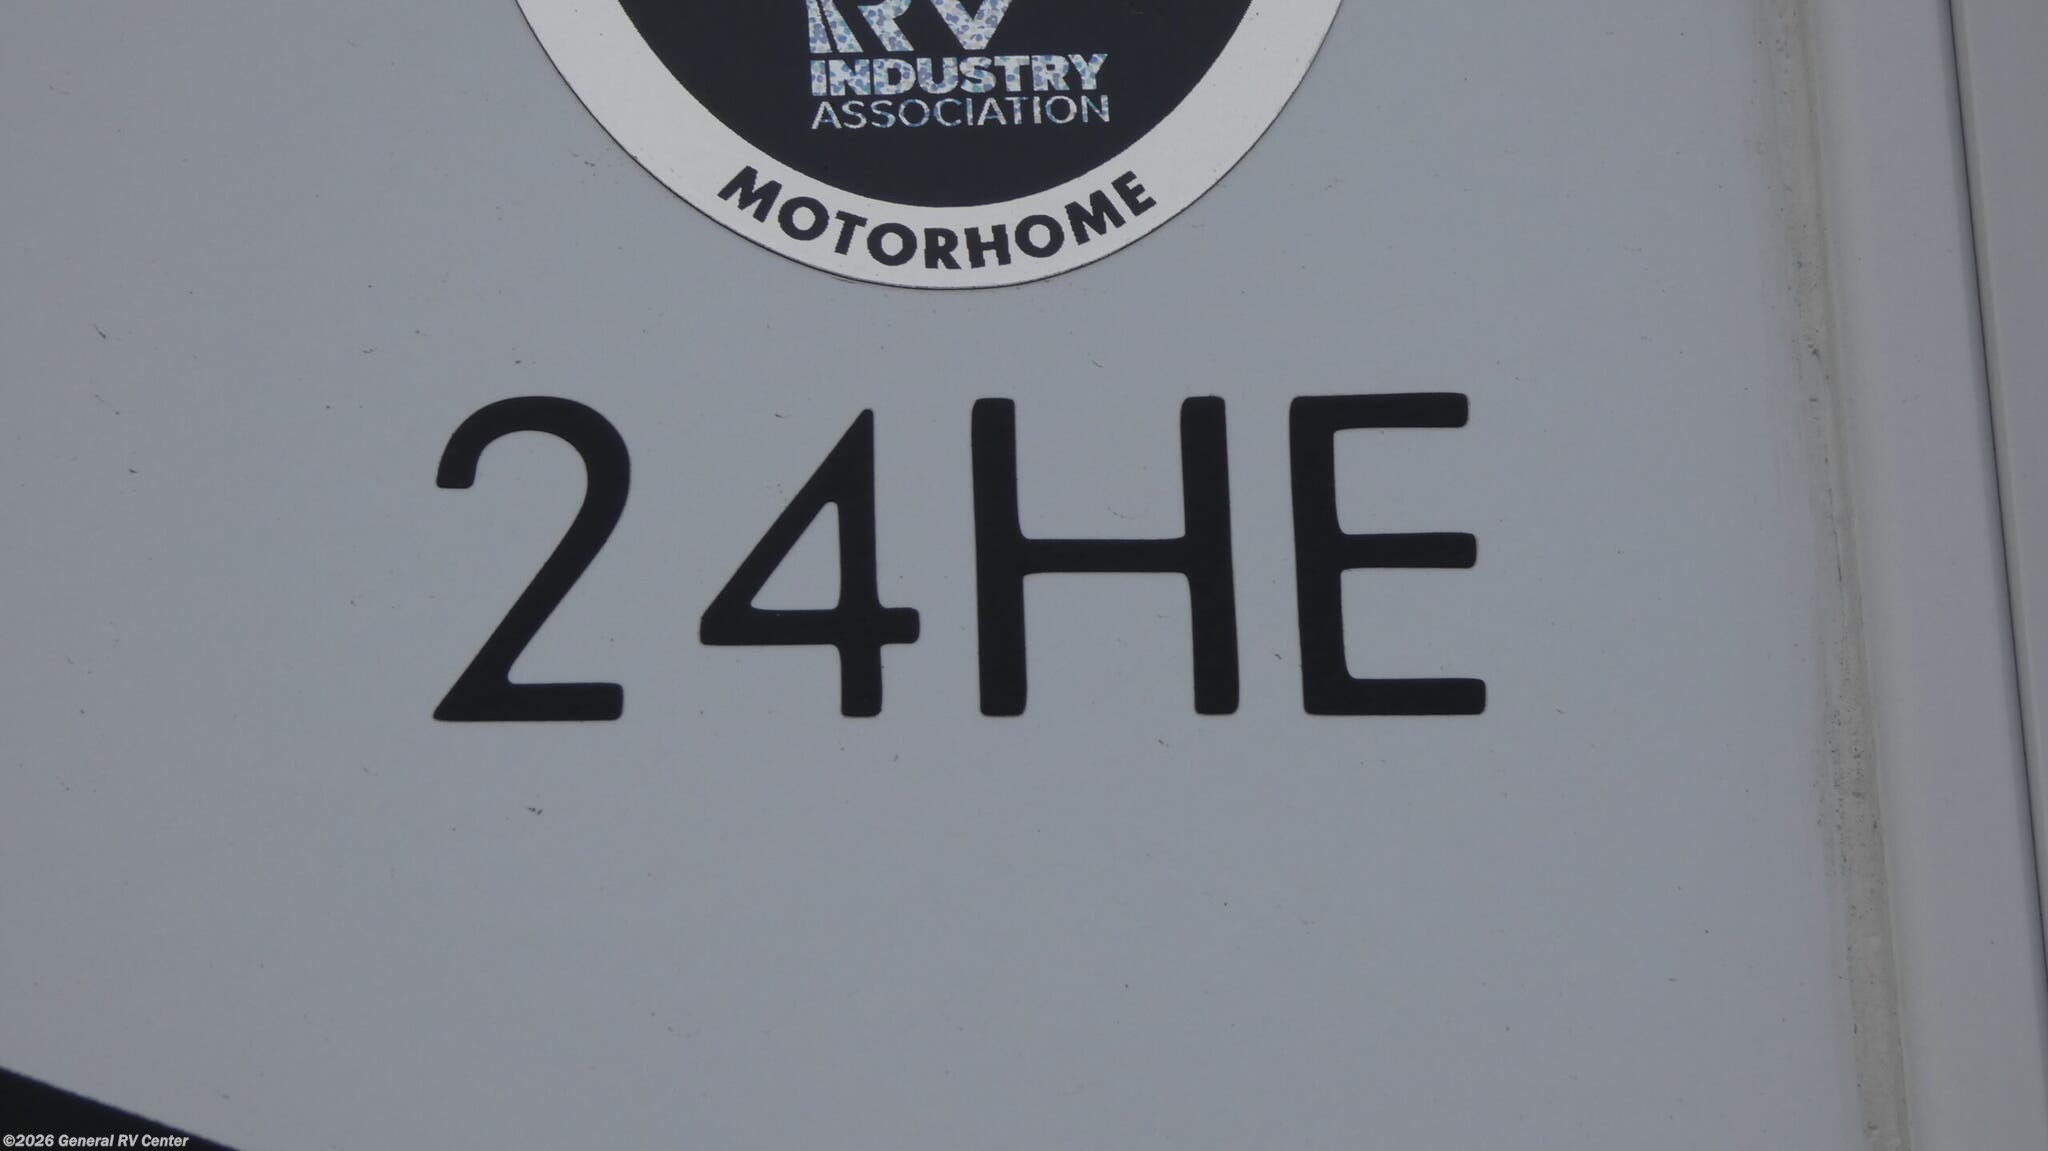 RV
INDUSTRY
ASSOCIATION
MOTORHOME
24HE
©2026 General RV Center